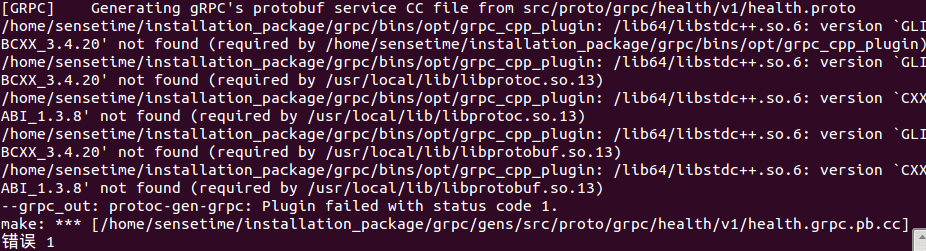 [GRPC]    Generating gRPC's protobuf service CC file from src/proto/grpc/health/v1/health.proto
/home/sensetime/installation_package/grpc/bins/opt/grpc_cpp_plugin: /lib64/libstdc++.so.6: version `GLI
BCXX_3.4.20' not found (required by /home/sensetime/installation_package/grpc/bins/opt/grpc_cpp_plugin)
/home/sensetime/installation_package/grpc/bins/opt/grpc_cpp_plugin: /lib64/libstdc++.so.6: version `GLI
BCXX_3.4.20' not found (required by /usr/local/lib/libprotoc.so.13)
/home/sensetime/installation_package/grpc/bins/opt/grpc_cpp_plugin: /lib64/libstdc++.so.6: version `CXX
ABI_1.3.8' not found (required by /usr/local/lib/libprotoc.so.13)
/home/sensetime/installation_package/grpc/bins/opt/grpc_cpp_plugin: /lib64/libstdc++.so.6: version `GLI
BCXX_3.4.20' not found (required by /usr/local/lib/libprotobuf.so.13)
/home/sensetime/installation_package/grpc/bins/opt/grpc_cpp_plugin: /lib64/libstdc++.so.6: version `CXX
ABI_1.3.8' not found (required by /usr/local/lib/libprotobuf.so.13)
--grpc_out: protoc-gen-grpc: Plugin failed with status code 1.
make: *** [/home/sensetime/installation_package/grpc/gens/src/proto/grpc/health/v1/health.grpc.pb.cc]
错误 1